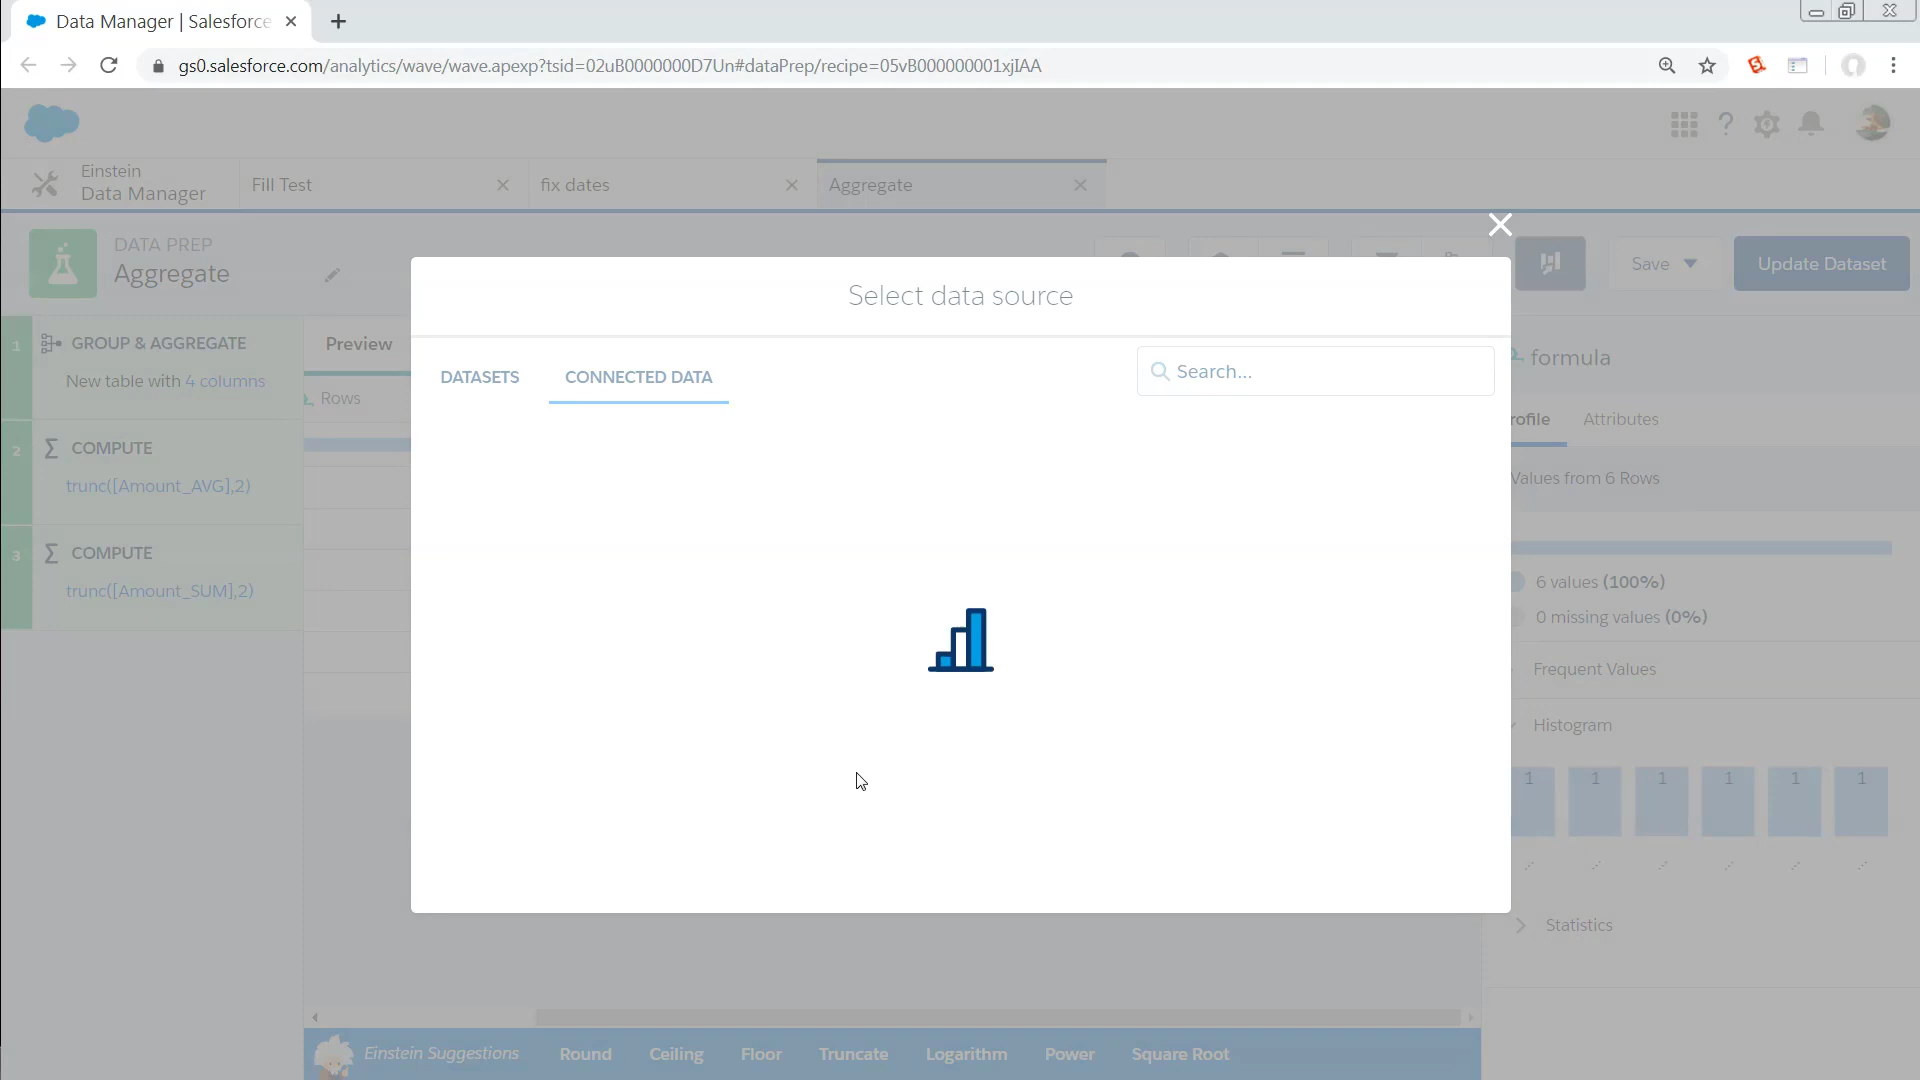 Data Manager | Salesforce
gs0.salesforce.com/analytics/wave/wave.apexp?tsid=02uB0000000D7Un#dataPrep/recipe=05vB000000001xjIAA
Einstein
Data Manager
Fill Test
fix dates
Aggregate
DATA PREP
Aggregate
Save
Update Dataset
Select data source
DATASETS
CONNECTED DATA
Search...
1
GROUP & AGGREGATE
New table with 4 columns
2
COMPUTE
trunc([Amount_AVG],2)
3
COMPUTE
trunc([Amount_SUM],2)
Preview
Rows
formula
rofile
Attributes
Values from 6 Rows
6 values (100%)
0 missing values (0%)
Frequent Values
Histogram
1 1 1 1 1 1
Statistics
Einstein Suggestions
Round
Ceiling
Floor
Truncate
Logarithm
Power
Square Root